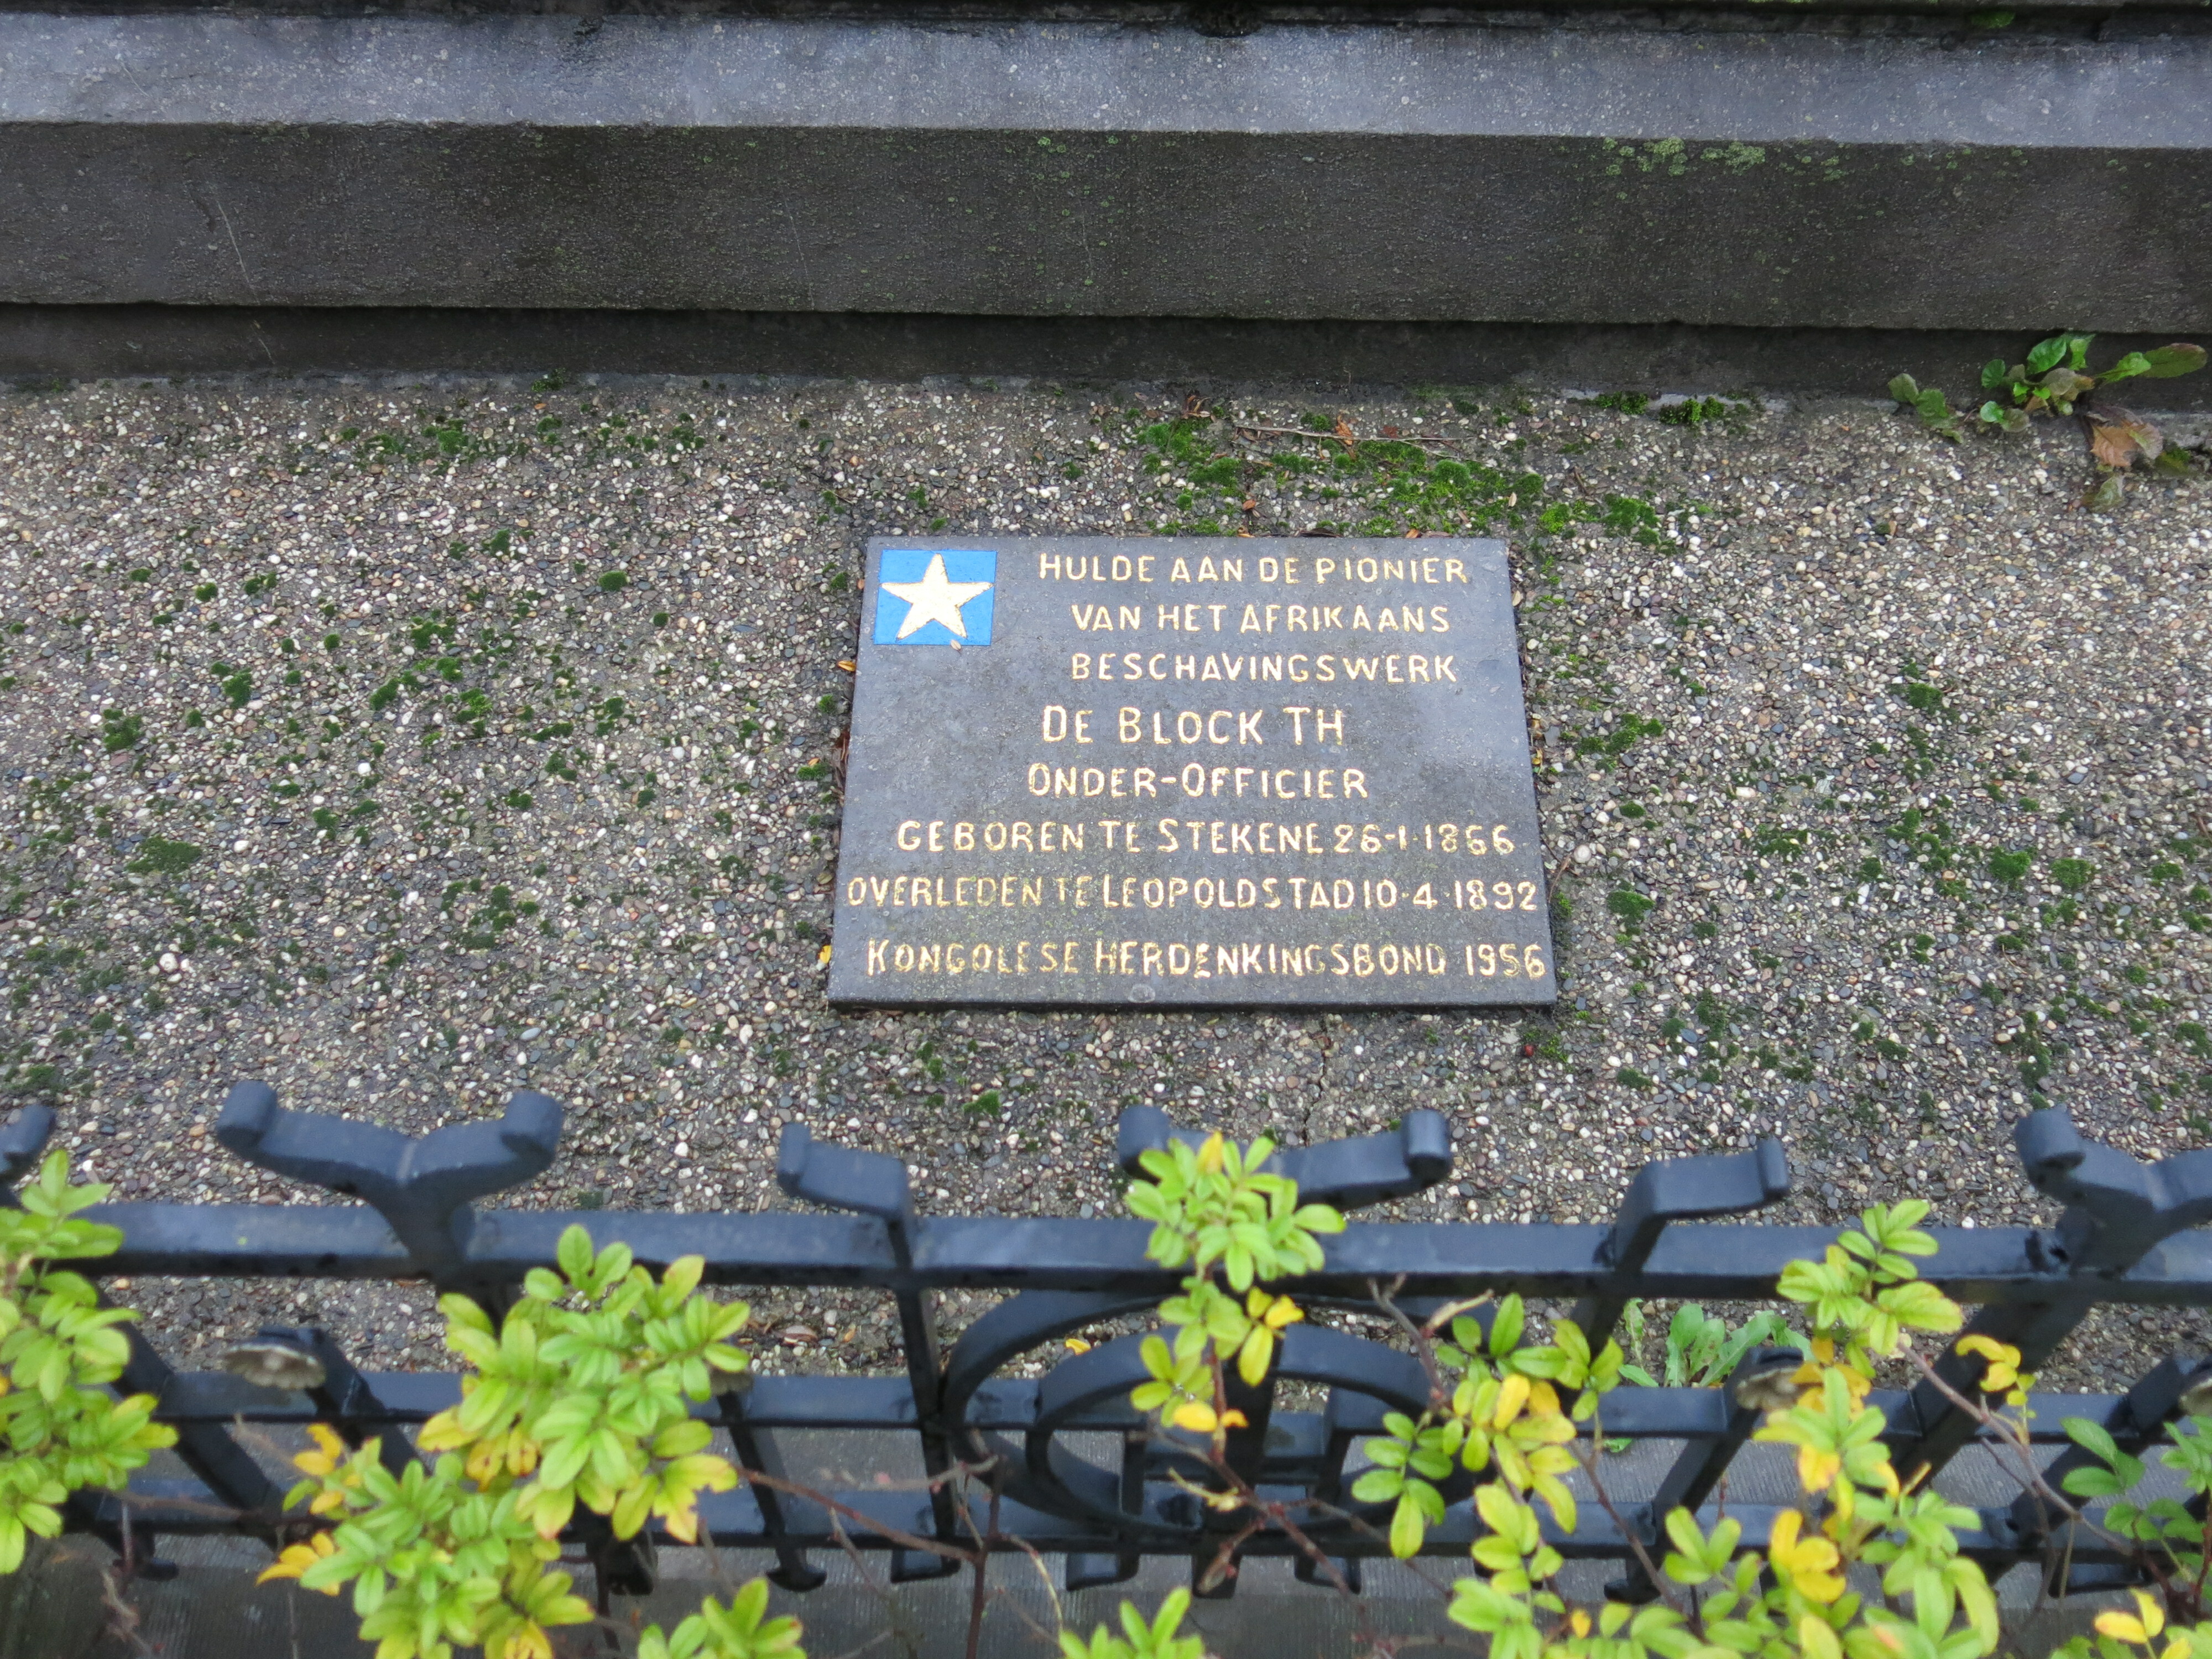 HULDE AAN DE PIONIER
VAN HET AFRIKAANS
BESCHAVINGSWERK
DE BLOCK TH
ONDER-OFFICIER
GEBOREN TE STEKENE 26-1-1866
OVERLEDEN TE LEOPOLDSTAD 10-4-1892
KONGOLESE HERDENKINGSBOND 1956